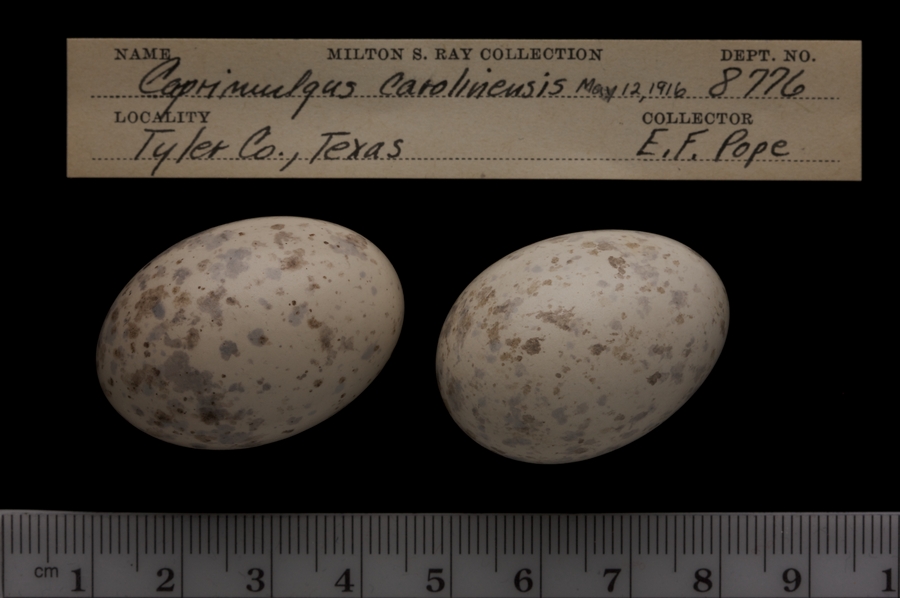 NAME MILTON S. RAY COLLECTION DEPT. NO.
Caprimulgus carolinensis May 12, 1916 8776
LOCALITY COLLECTOR
Tyler Co., Texas E. F. Pope
cm 1 2 3 4 5 6 7 8 9 1